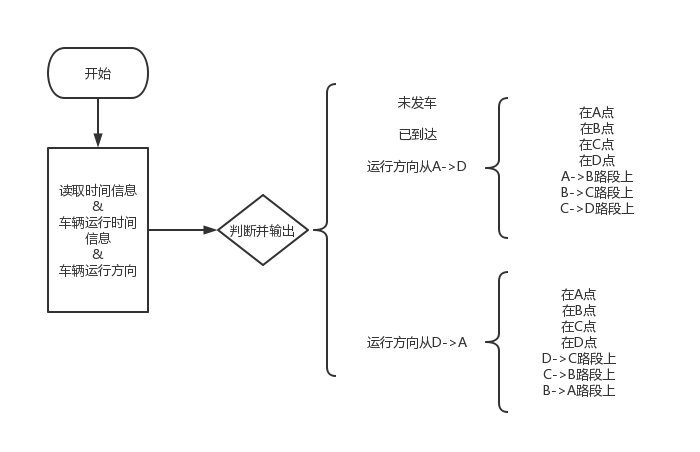 开始
读取时间信息
&
车辆运行时间
信息
&
车辆运行方向
判断并输出
未发车
已到达
运行方向从A->D
在A点
在B点
在C点
在D点
A->B路段上
B->C路段上
C->D路段上
运行方向从D->A
在A点
在B点
在C点
在D点
D->C路段上
C->B路段上
B->A路段上